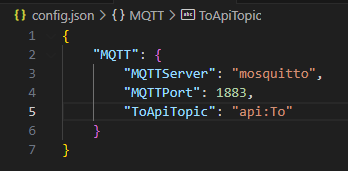 {} config.json > {} MQTT > abc ToApiTopic
1 {
2 "MQTT": {
3 "MQTTServer": "mosquitto",
4 "MQTTPort": 1883,
5 "ToApiTopic": "api:To"
6 }
7 }